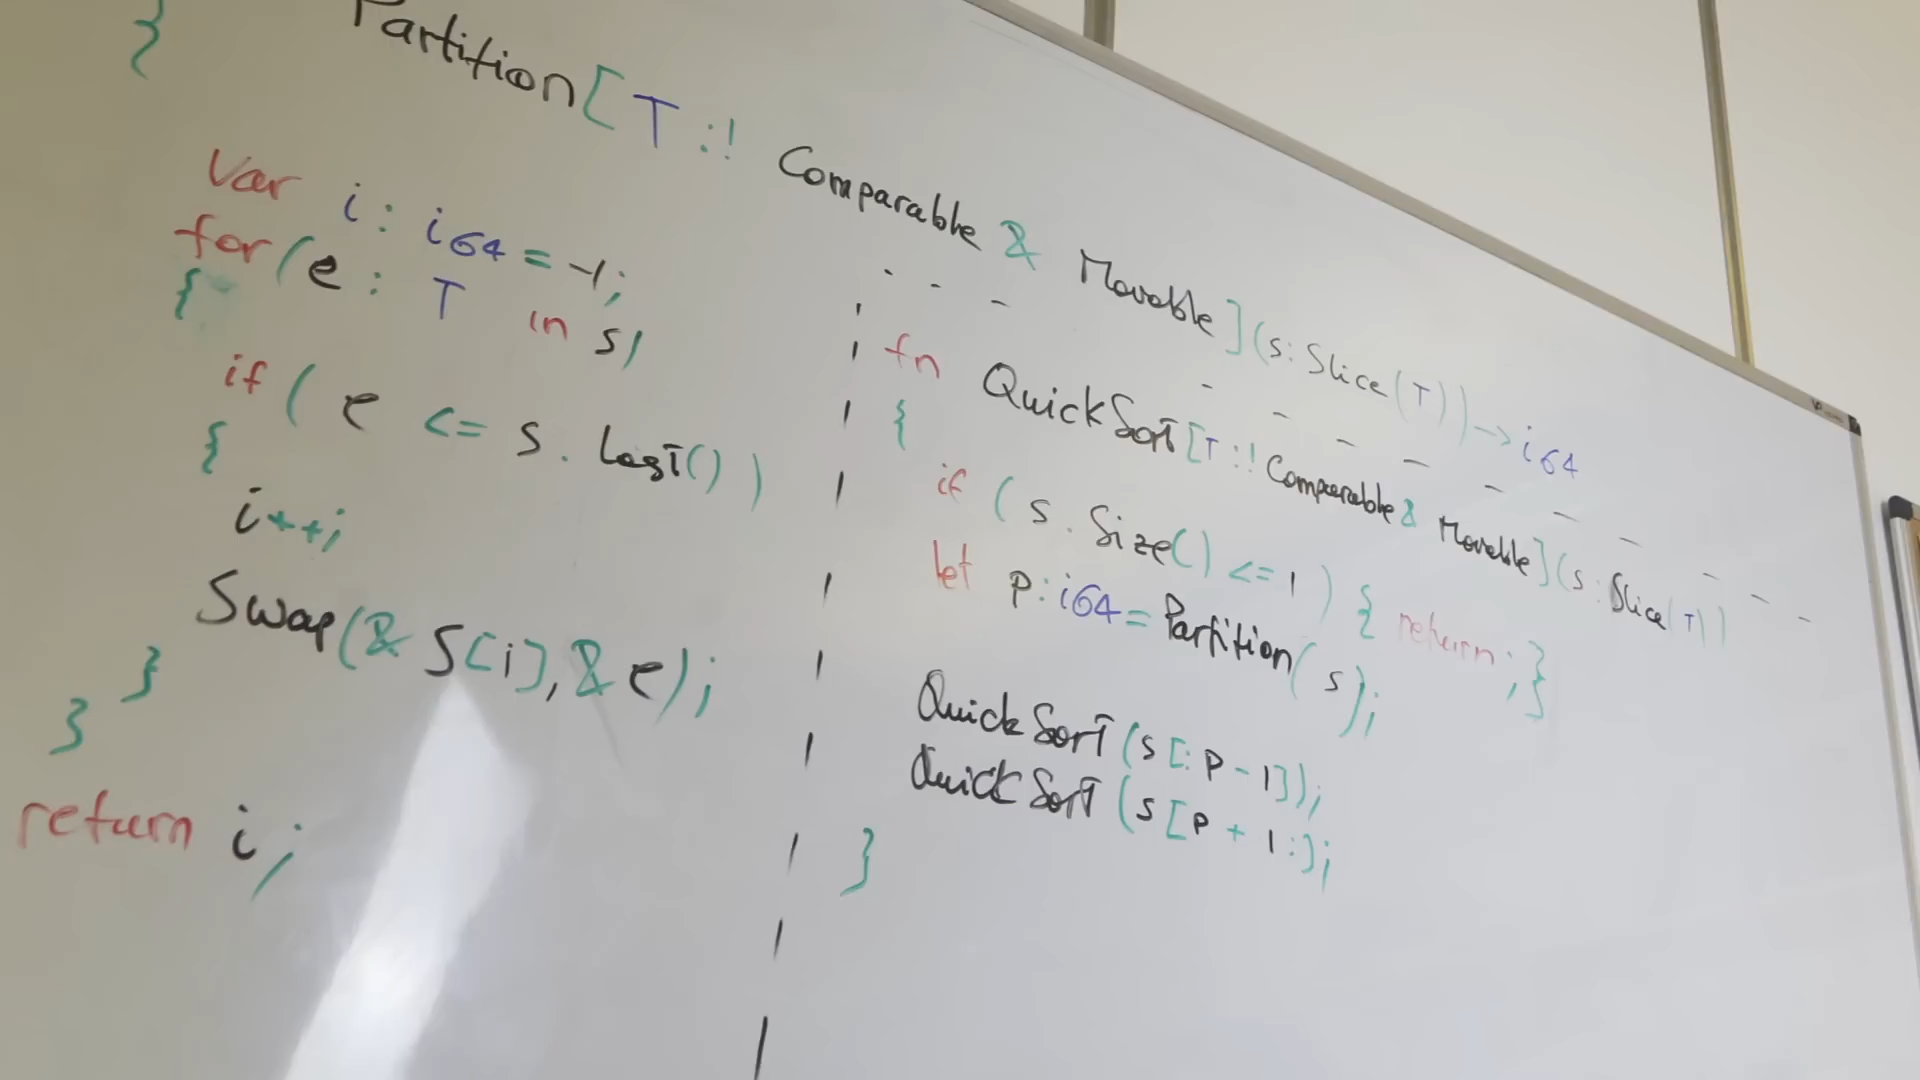 { Partition[T:! Comparable & Movable](s: Slice(T)) -> i64
var i: i64 = -1;
for(e: T in s)
{
if ( e <= s. Last() )
{
i++;
Swap(& S[i], & e);
}
}
return i;
fn QuickSort[T:! Comparable & Movable](s: Slice(T))
{
if ( s. Size() <= 1 ) { return; }
let p: i64 = Partition(s);
QuickSort(s[: p - 1]);
QuickSort(s[p + 1:];
}